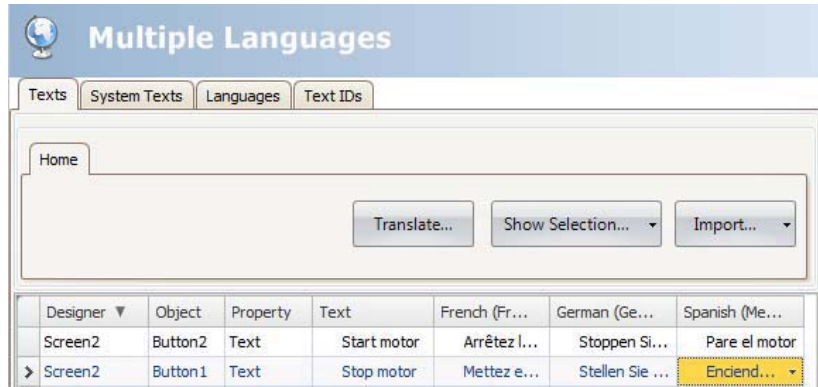 Multiple Languages
Texts System Texts Languages Text IDs
Home
Translate... Show Selection... Import...
Designer Object Property Text French (Fr... German (Ge... Spanish (Me...
Screen2 Button2 Text Start motor Arrêtez l... Stoppen Si... Pare el motor
Screen2 Button1 Text Stop motor Mettez e... Stellen Sie ... Enciend...